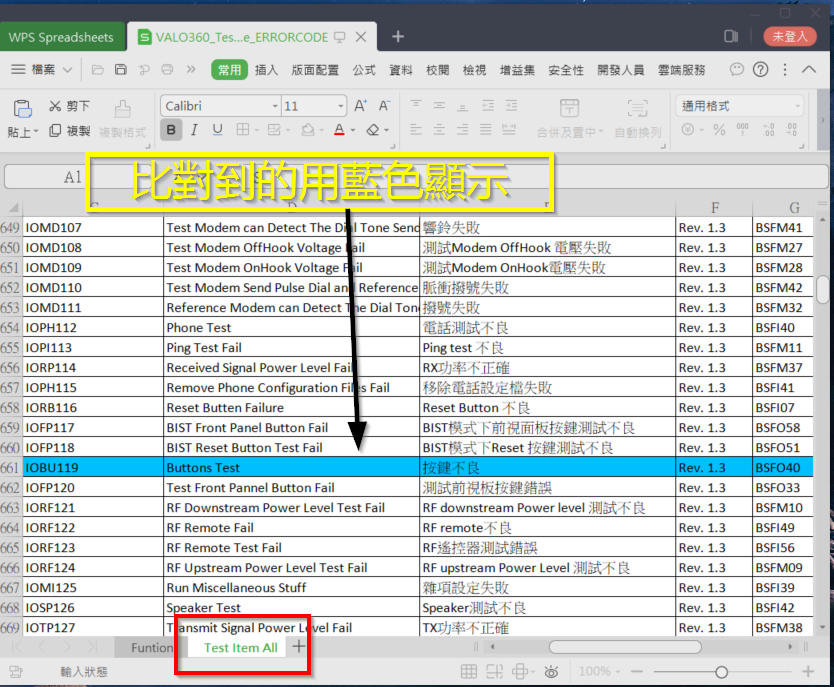 WPS Spreadsheets
S VALO360_Tes...e_ERRORCODE
未登入
檔案 常用 插入 版面配置 公式 資料 校閱 檢視 增益集 安全性 開發人員 雲端服務
剪下 複製格式 Calibri 11 A+ A- 通用格式
貼上 複製 B I U A 合併及置中 自動換列 % 000
A1
比對到的用藍色顯示
F G
649 IOMD107 Test Modem can Detect The Dial Tone Send 響鈴失敗 Rev. 1.3 BSFM41
650 IOMD108 Test Modem OffHook Voltage Fail 測試Modem OffHook 電壓失敗 Rev. 1.3 BSFM27
651 IOMD109 Test Modem OnHook Voltage Fail 測試Modem OnHook電壓失敗 Rev. 1.3 BSFM28
652 IOMD110 Test Modem Send Pulse Dial and Reference 脈衝撥號失敗 Rev. 1.3 BSFM42
653 IOMD111 Reference Modem can Detect The Dial Ton 撥號失敗 Rev. 1.3 BSFM32
654 IOPH112 Phone Test 電話測試不良 Rev. 1.3 BSFI40
655 IOPI113 Ping Test Fail Ping test 不良 Rev. 1.3 BSFM11
656 IORP114 Received Signal Power Level Fail RX功率不正確 Rev. 1.3 BSFM37
657 IOPH115 Remove Phone Configuration Files Fail 移除電話設定檔失敗 Rev. 1.3 BSFI41
658 IORB116 Reset Butten Failure Reset Button 不良 Rev. 1.3 BSFI07
659 IOFP117 BIST Front Panel Button Fail BIST模式下前視面板按鍵測試不良 Rev. 1.3 BSFO58
660 IOFP118 BIST Reset Button Test Fail BIST模式下Reset 按鍵測試不良 Rev. 1.3 BSFO51
661 IOBU119 Buttons Test 按鍵不良 Rev. 1.3 BSFO40
662 IOFP120 Test Front Pannel Button Fail 測試前視板按鍵錯誤 Rev. 1.3 BSFO33
663 IORF121 RF Downstream Power Level Test Fail RF downstream Power level 測試不良 Rev. 1.3 BSFM10
664 IORF122 RF Remote Fail RF remote不良 Rev. 1.3 BSFI49
665 IORF123 RF Remote Test Fail RF遙控器測試錯誤 Rev. 1.3 BSFI56
666 IORF124 RF Upstream Power Level Test Fail RF upstream Power Level 測試不良 Rev. 1.3 BSFM09
667 IOMI125 Run Miscellaneous Stuff 雜項設定失敗 Rev. 1.3 BSFI39
668 IOSP126 Speaker Test Speaker測試不良 Rev. 1.3 BSFI42
669 IOTP127 Transmit Signal Power Level Fail TX功率不正確 Rev. 1.3 BSFM38
Funtion Test Item All
輸入狀態 100%